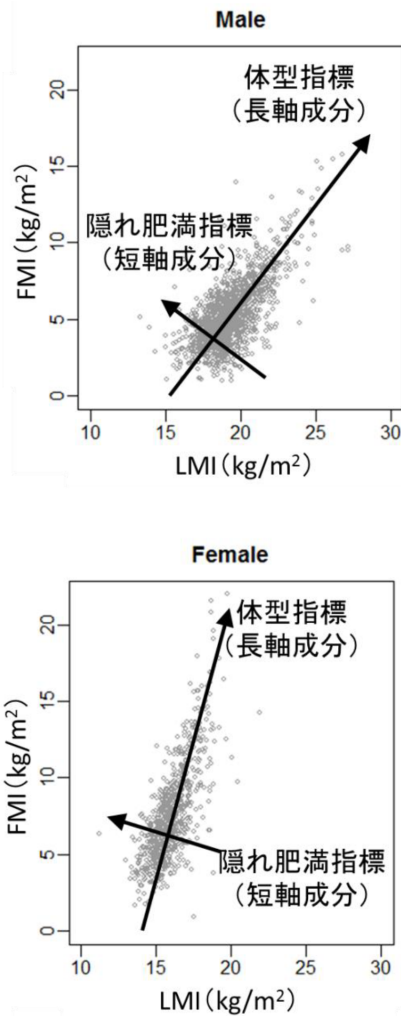 Male
体型指標
（長軸成分）
隠れ肥満指標
（短軸成分）
FMI（kg/m²）
20
15
10
5
0
10 15 20 25 30
LMI（kg/m²）
Female
体型指標
（長軸成分）
隠れ肥満指標
（短軸成分）
FMI（kg/m²）
20
15
10
5
0
10 15 20 25 30
LMI（kg/m²）